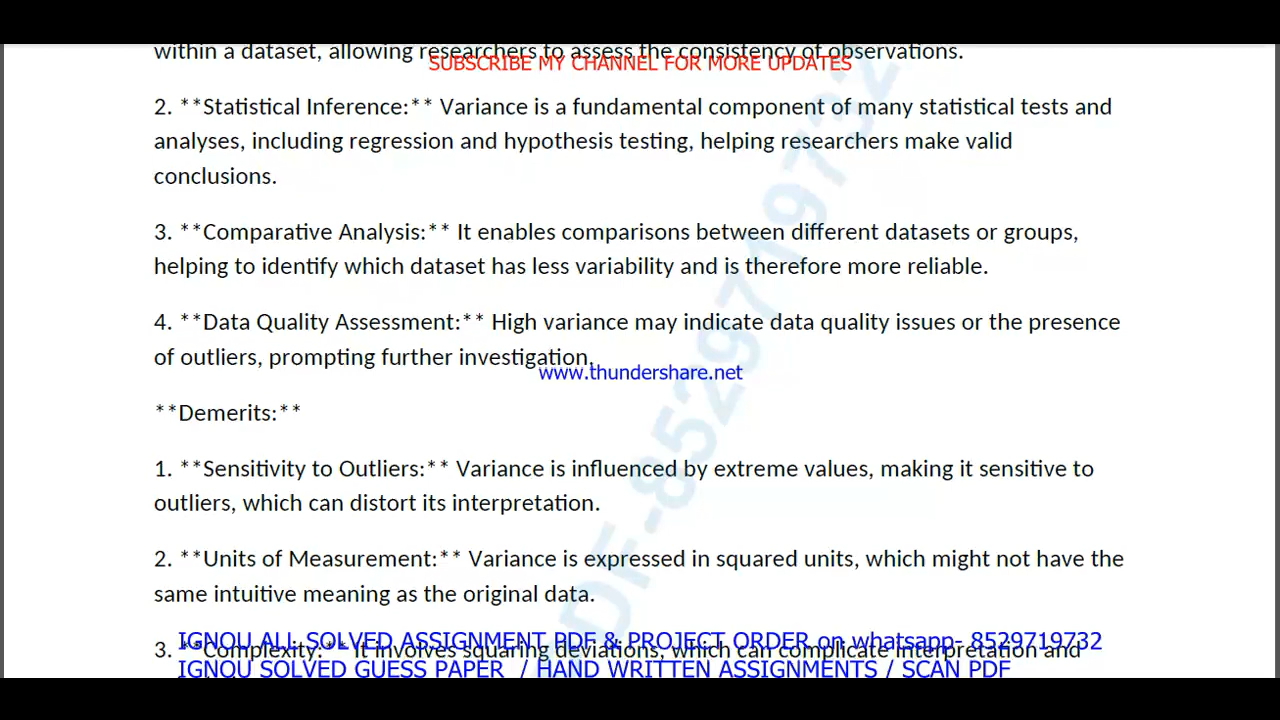 within a dataset, allowing researchers to assess the consistency of observations.
SUBSCRIBE MY CHANNEL FOR MORE UPDATES
2. **Statistical Inference:** Variance is a fundamental component of many statistical tests and
analyses, including regression and hypothesis testing, helping researchers make valid
conclusions.
3. **Comparative Analysis:** It enables comparisons between different datasets or groups,
helping to identify which dataset has less variability and is therefore more reliable.
4. **Data Quality Assessment:** High variance may indicate data quality issues or the presence
of outliers, prompting further investigation.
www.thundershare.net
**Demerits:**
1. **Sensitivity to Outliers:** Variance is influenced by extreme values, making it sensitive to
outliers, which can distort its interpretation.
2. **Units of Measurement:** Variance is expressed in squared units, which might not have the
same intuitive meaning as the original data.
IGNOU ALL SOLVED ASSIGNMENT PDF & PROJECT ORDER on whatsapp- 8529719732
3. **Complexity:** It involves squaring deviations, which can complicate interpretation and
IGNOU SOLVED GUESS PAPER / HAND WRITTEN ASSIGNMENTS / SCAN PDF
DF-8529719732